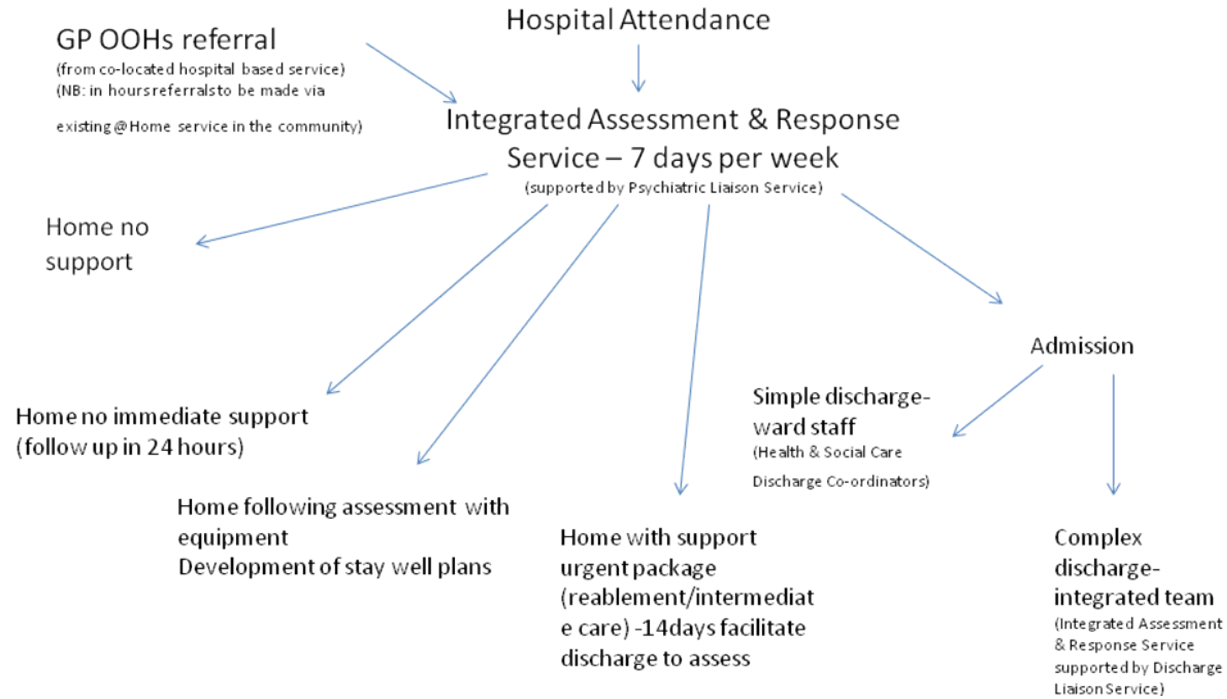 GP OOHs referral
(from co-located hospital based service)
(NB: in hours referrals to be made via
existing @Home service in the community)
Hospital Attendance
Integrated Assessment & Response
Service – 7 days per week
(supported by Psychiatric Liaison Service)
Home no
support
Home no immediate support
(follow up in 24 hours)
Home following assessment with
equipment
Development of stay well plans
Home with support
urgent package
(reablement/intermediat
e care) -14days facilitate
discharge to assess
Admission
Simple discharge-
ward staff
(Health & Social Care
Discharge Co-ordinators)
Complex
discharge-
integrated team
(Integrated Assessment
& Response Service
supported by Discharge
Liaison Service)